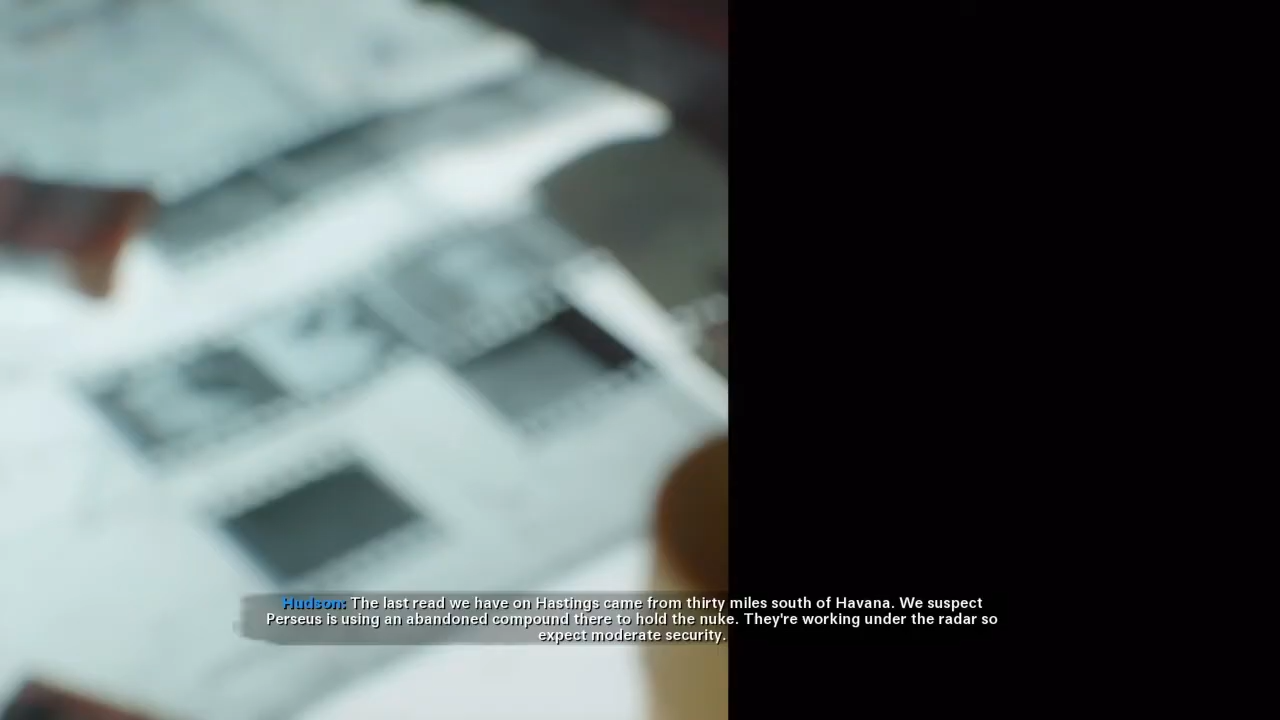 Hudson: The last read we have on Hastings came from thirty miles south of Havana. We suspect
Perseus is using an abandoned compound there to hold the nuke. They're working under the radar so
expect moderate security.